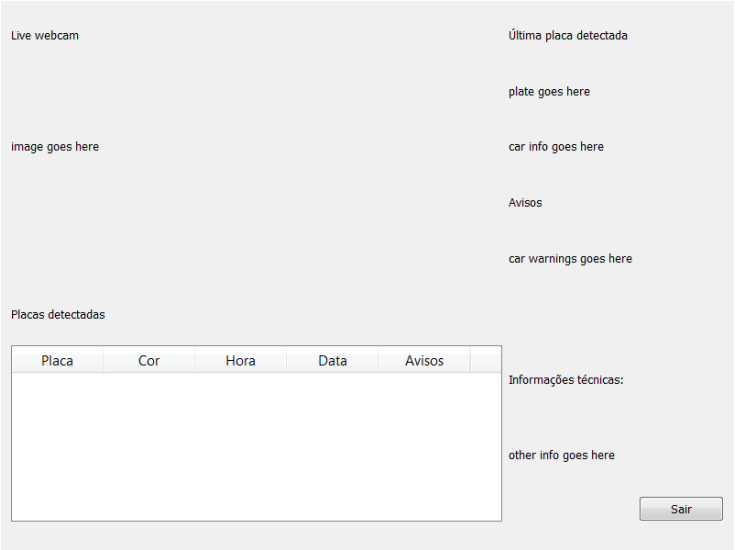 Live webcam
Última placa detectada
plate goes here
image goes here
car info goes here
Avisos
car warnings goes here
Placas detectadas
Placa Cor Hora Data Avisos
Informações técnicas:
other info goes here
Sair